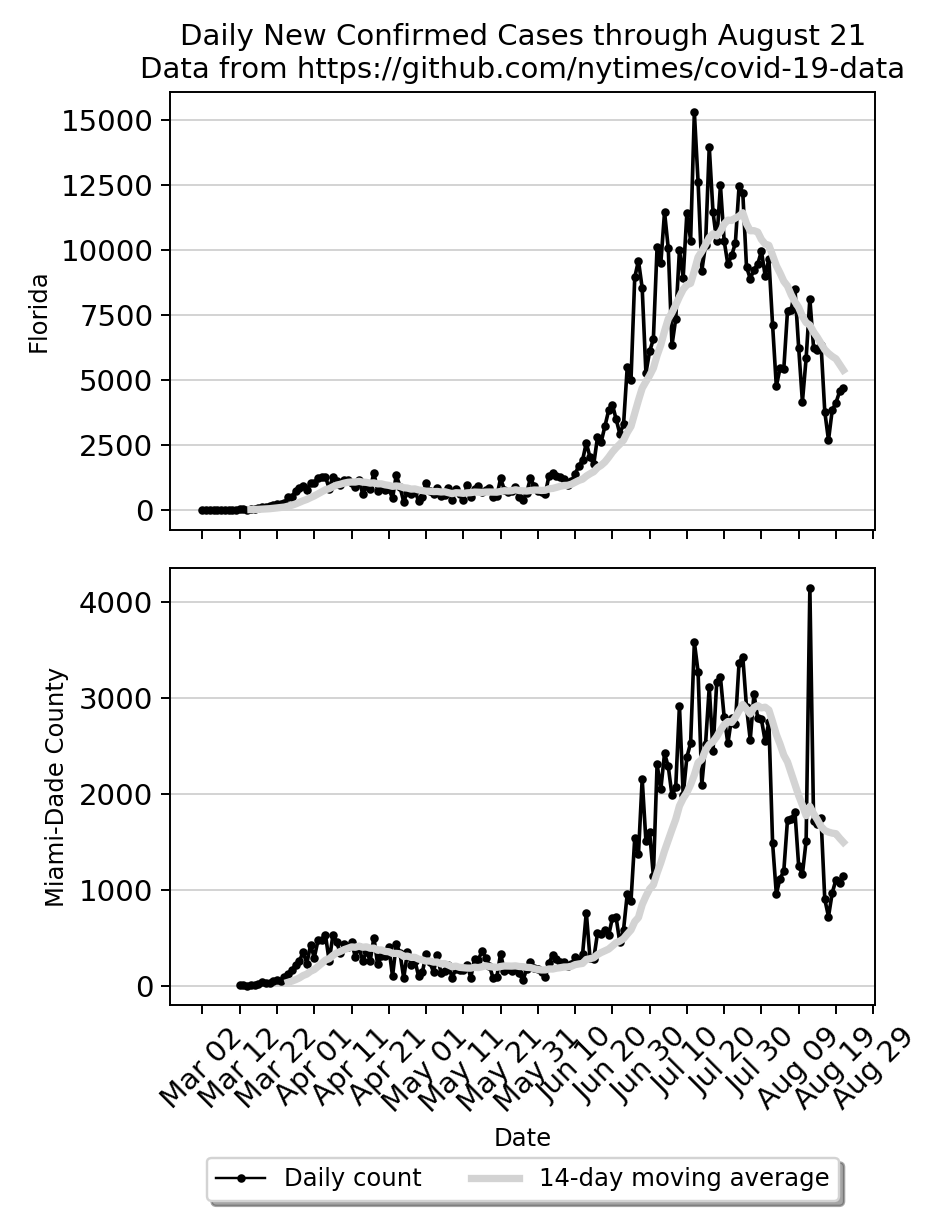 Daily New Confirmed Cases through August 21
Data from https://github.com/nytimes/covid-19-data
15000
12500
10000
7500
5000
2500
0
Florida
4000
3000
2000
1000
0
Miami-Dade County
Mar 02
Mar 12
Mar 22
Apr 01
Apr 11
Apr 21
May 01
May 11
May 21
May 31
Jun 10
Jun 20
Jun 30
Jul 10
Jul 20
Jul 30
Aug 09
Aug 19
Aug 29
Date
Daily count
14-day moving average